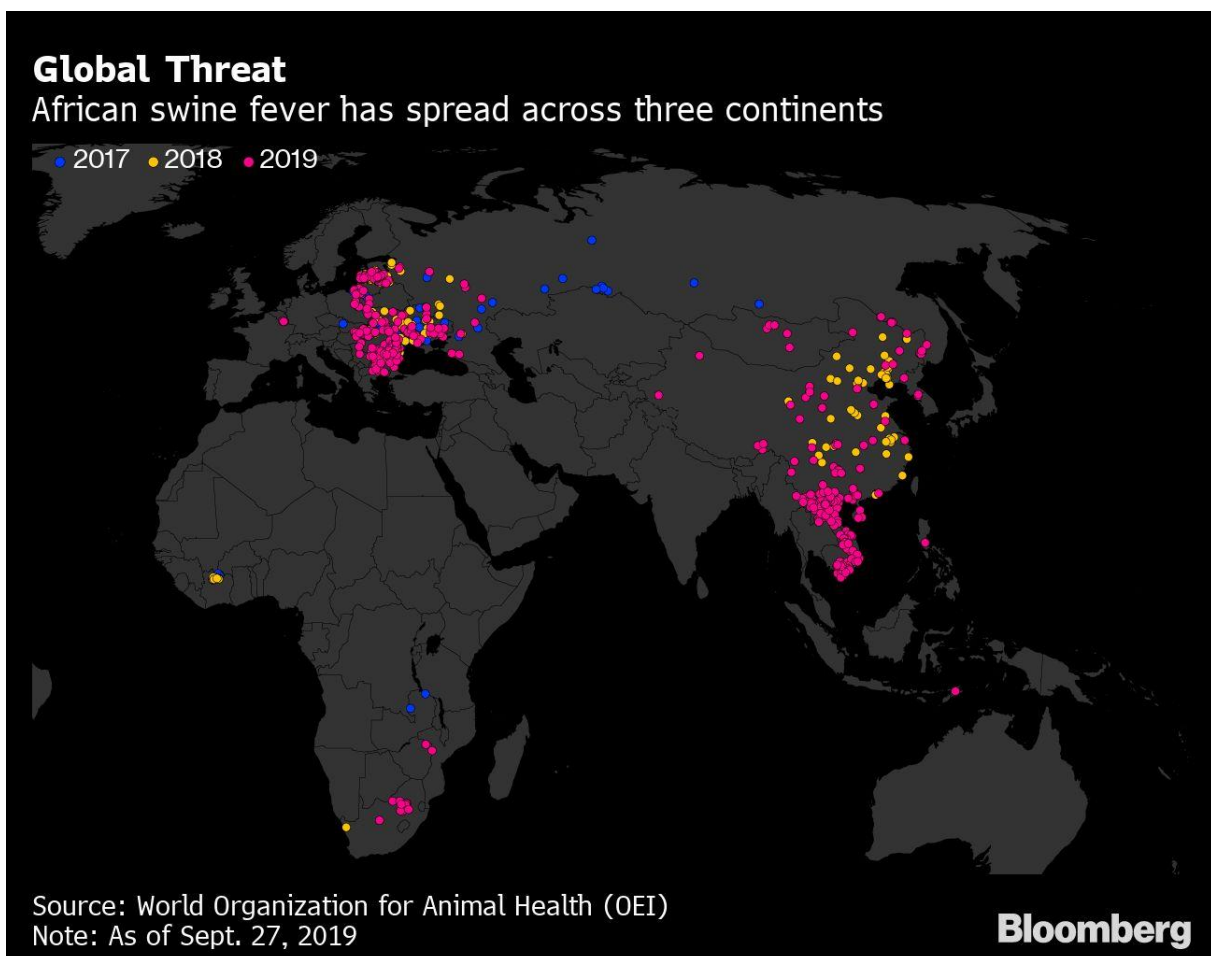 Global Threat
African swine fever has spread across three continents
2017 2018 2019
Source: World Organization for Animal Health (OEI)
Note: As of Sept. 27, 2019
Bloomberg